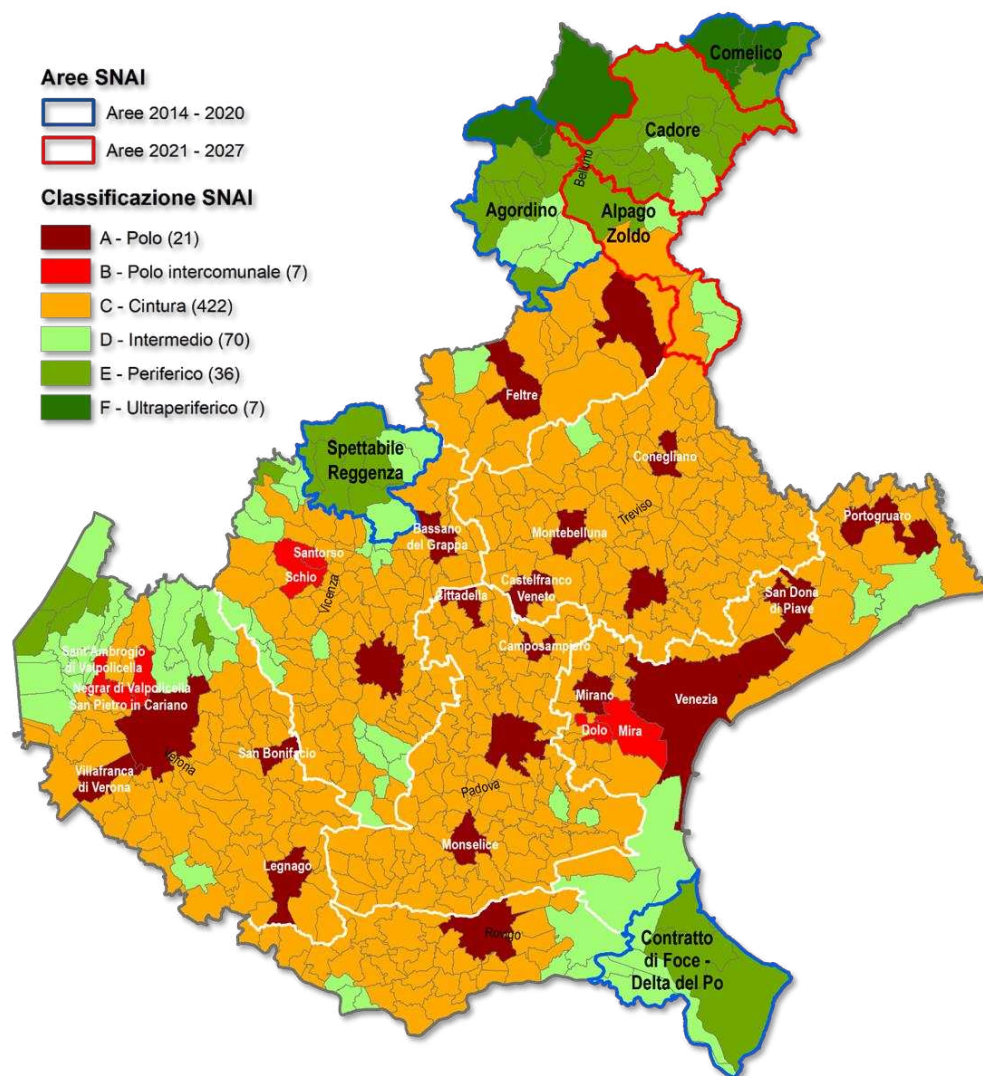 Aree SNAI
Aree 2014 - 2020
Aree 2021 - 2027
Classificazione SNAI
A - Polo (21)
B - Polo intercomunale (7)
C - Cintura (422)
D - Intermedio (70)
E - Periferico (36)
F - Ultraperiferico (7)
Comelico
Cadore
Belluno
Agordino
Alpago
Zoldo
Feltre
Conegliano
Spettabile
Reggenza
Treviso
Portogruaro
Bassano
del Grappa
Montebelluna
Santorso
Schio
Vicenza
Castelfranco
Veneto
Cittadella
San Dona
di Piave
Camposampiero
Sant'Ambrogio
di Valpolicella
Negrar di Valpolicella
San Pietro in Cariano
Mirano
Venezia
Dolo
Mira
San Bonifacio
Verona
Villafranca
di Verona
Padova
Monselice
Legnago
Rovigo
Contratto
di Foce -
Delta del Po